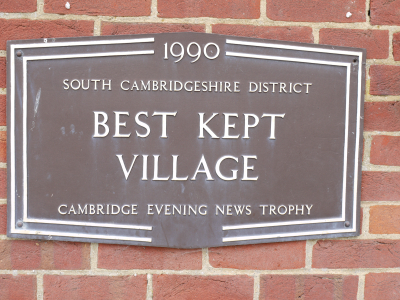 1990
SOUTH CAMBRIDGESHIRE DISTRICT
BEST KEPT
VILLAGE
CAMBRIDGE EVENING NEWS TROPHY